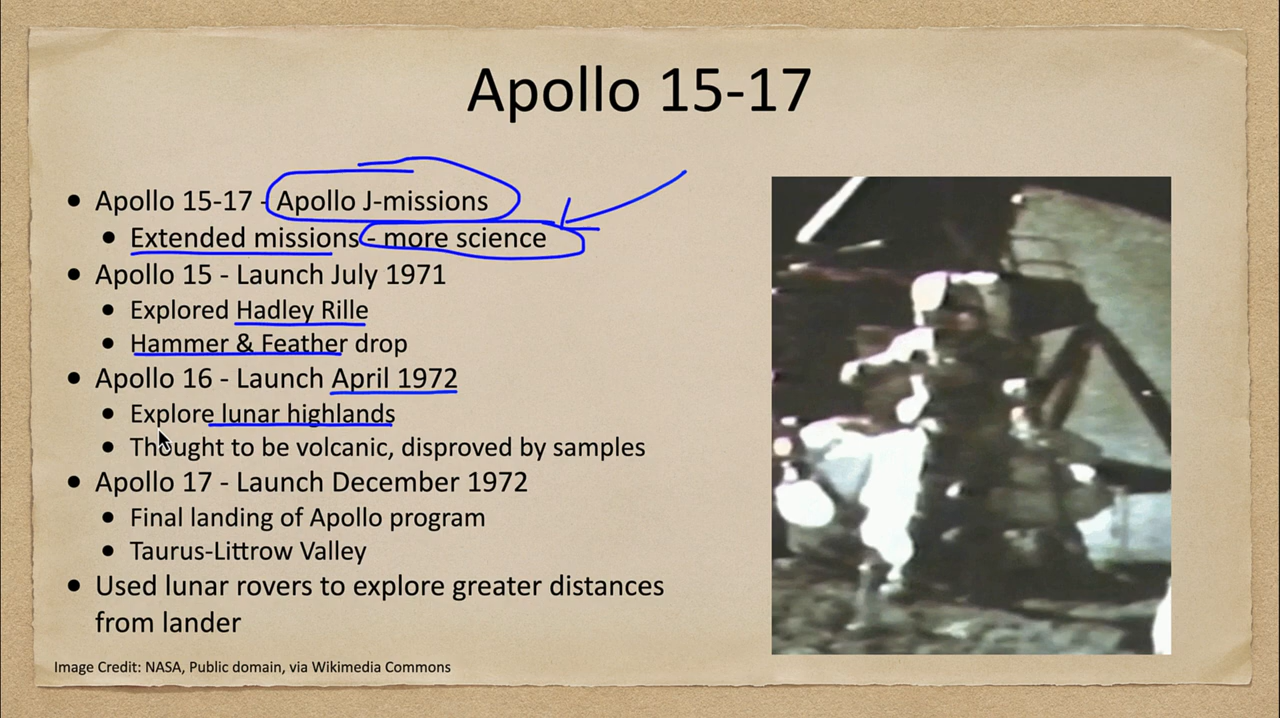 Apollo 15-17
• Apollo 15-17 - Apollo J-missions
• Extended missions - more science
• Apollo 15 - Launch July 1971
• Explored Hadley Rille
• Hammer & Feather drop
• Apollo 16 - Launch April 1972
• Explore lunar highlands
• Thought to be volcanic, disproved by samples
• Apollo 17 - Launch December 1972
• Final landing of Apollo program
• Taurus-Littrow Valley
• Used lunar rovers to explore greater distances
from lander
Image Credit: NASA, Public domain, via Wikimedia Commons